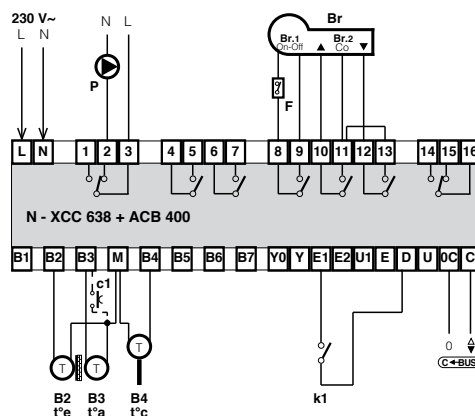 230 V~
L N
N L
P
Br
Br.1 Br.2
On-Off ▲ Co ▼
F
L N 1 2 3 4 5 6 7 8 9 10 11 12 13 14 15 16
N - XCC 638 + ACB 400
B1 B2 B3 M B4 B5 B6 B7 Y0 Y E1 E2 U1 E D U 0C C
c1
T T T
0
C BUS
k1
B2 B3 B4
t°e t°a t°c